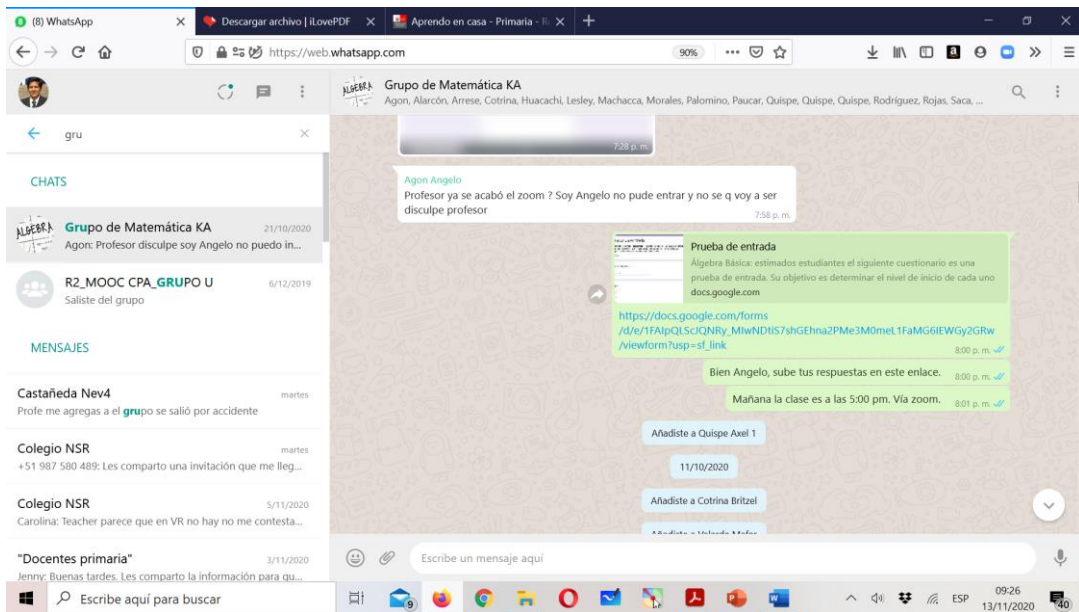 (8) WhatsApp
Descargar archivo | iLovePDF
Aprendo en casa - Primaria - R
https://web.whatsapp.com
90%
ALGEBRA
Grupo de Matemática KA
Agon, Alarcón, Arrese, Cotrina, Huacachi, Lesley, Machacca, Morales, Palomino, Paucar, Quispe, Quispe, Quispe, Rodríguez, Rojas, Saca, ...
gru
CHATS
ALGEBRA
Grupo de Matemática KA
21/10/2020
Agon: Profesor disculpe soy Angelo no puedo in...
R2_MOOC CPA_GRUPO U
6/12/2019
Saliste del grupo
MENSAJES
Castañeda Nev4
martes
Profe me agregas a el grupo se salió por accidente
Colegio NSR
martes
+51 987 580 489: Les comparto una invitación que me lleg...
Colegio NSR
5/11/2020
Carolina: Teacher parece que en VR no hay no me contesta...
"Docentes primaria"
3/11/2020
Jenny: Buenas tardes. Les comparto la información para qu...
7:28 p. m.
Agon Angelo
Profesor ya se acabó el zoom ? Soy Angelo no pude entrar y no se q voy a ser
disculpe profesor
7:58 p. m.
Prueba de entrada
Álgebra Básica: estimados estudiantes el siguiente cuestionario es una
prueba de entrada. Su objetivo es determinar el nivel de inicio de cada uno
docs.google.com
https://docs.google.com/forms
/d/e/1FAIpQLScJQNRy_MIwNDtiS7shGEhna2PMe3M0meL1FaMG6IEWGy2GRw
/viewform?usp=sf_link
8:00 p. m.
Bien Angelo, sube tus respuestas en este enlace.
8:00 p. m.
Mañana la clase es a las 5:00 pm. Vía zoom.
8:01 p. m.
Añadiste a Quispe Axel 1
11/10/2020
Añadiste a Cotrina Britzel
Escribe un mensaje aquí
Escribe aquí para buscar
9
ESP
09:26
13/11/2020
40